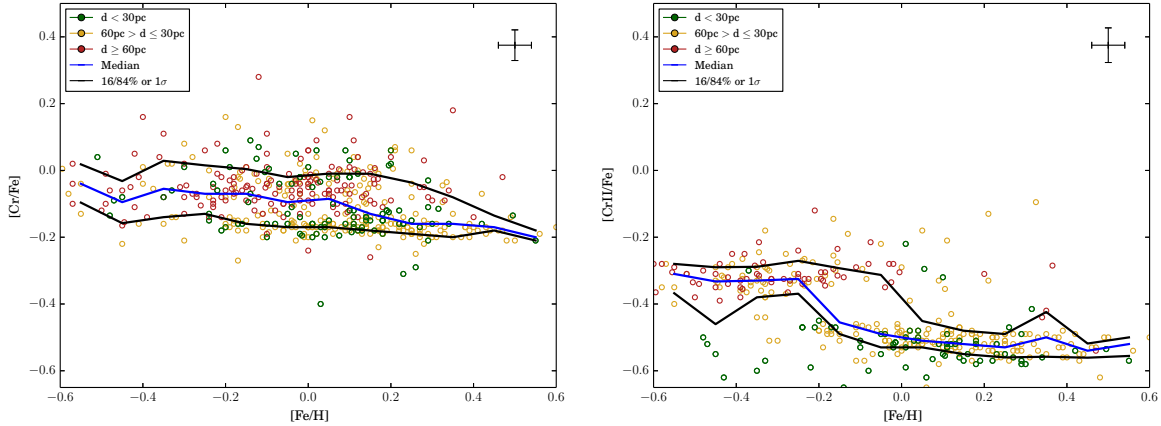 d < 30pc
60pc > d ≤ 30pc
d ≥ 60pc
Median
16/84% or 1σ
0.4
0.2
0.0
−0.2
−0.4
−0.6
[Cr/Fe]
−0.6 −0.4 −0.2 0.0 0.2 0.4 0.6
[Fe/H]
d < 30pc
60pc > d ≤ 30pc
d ≥ 60pc
Median
16/84% or 1σ
0.4
0.2
0.0
−0.2
−0.4
−0.6
[CrII/Fe]
−0.6 −0.4 −0.2 0.0 0.2 0.4 0.6
[Fe/H]